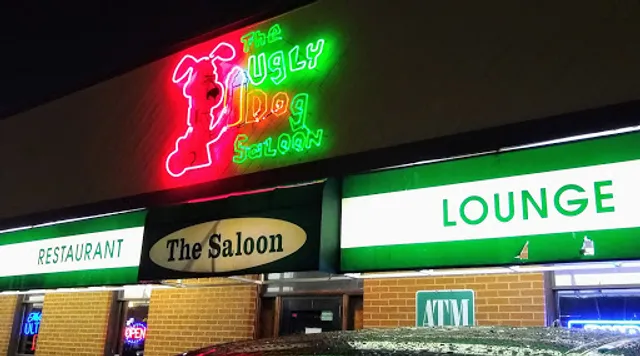 The
Ugly
Dog
Saloon
RESTAURANT
The Saloon
LOUNGE
ATM
OPEN